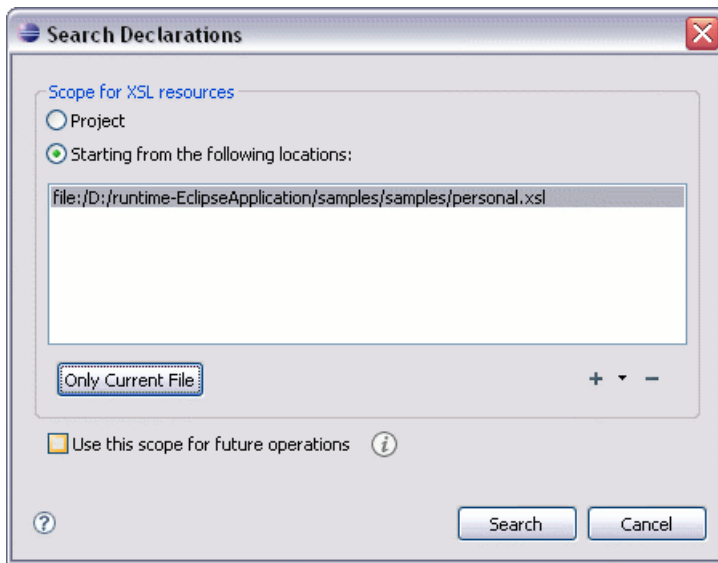 Search Declarations
Scope for XSL resources
Project
Starting from the following locations:
file:/D:/runtime-EclipseApplication/samples/samples/personal.xsl
Only Current File
Use this scope for future operations
Search Cancel